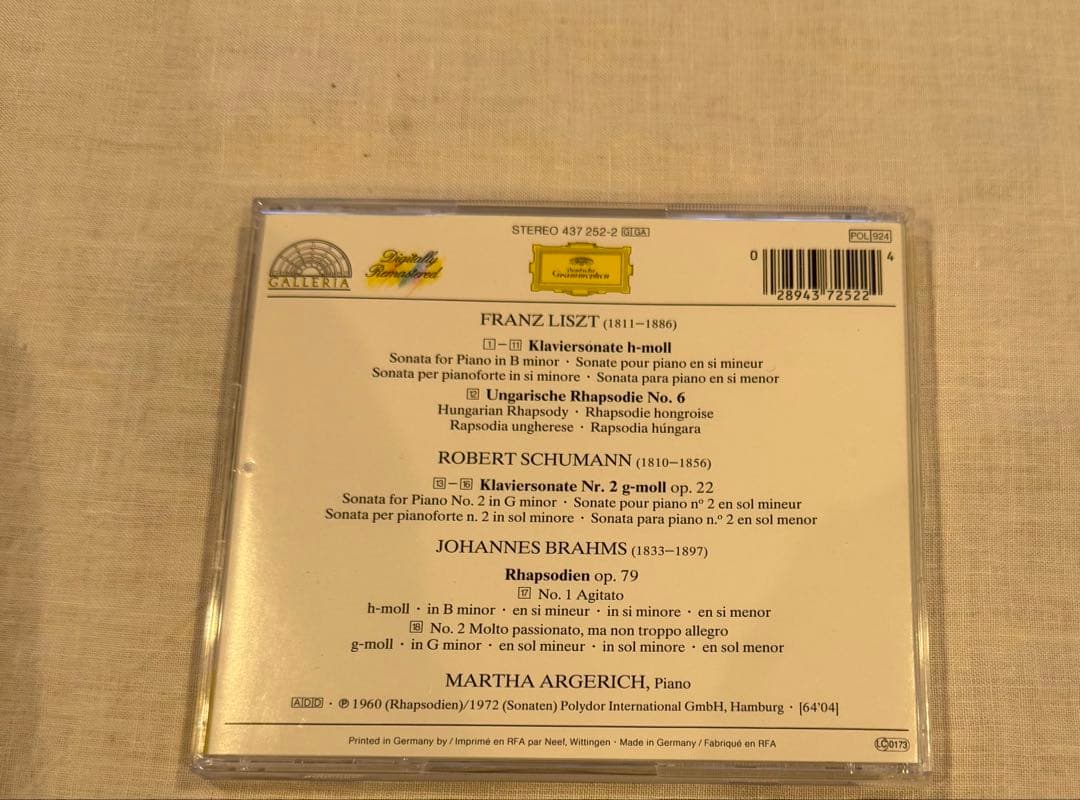 STEREO 437 252-2 GGA
POL 924
GALLERIA
Digitally
Remastered
Deutsche
Grammophon
0 28943 72522 4
FRANZ LISZT (1811–1886)
1 – 11 Klaviersonate h-moll
Sonata for Piano in B minor · Sonate pour piano en si mineur
Sonata per pianoforte in si minore · Sonata para piano en si menor
12 Ungarische Rhapsodie No. 6
Hungarian Rhapsody · Rhapsodie hongroise
Rapsodia ungherese · Rapsodia húngara
ROBERT SCHUMANN (1810–1856)
13 – 16 Klaviersonate Nr. 2 g-moll op. 22
Sonata for Piano No. 2 in G minor · Sonate pour piano nº 2 en sol mineur
Sonata per pianoforte n. 2 in sol minore · Sonata para piano n.º 2 en sol menor
JOHANNES BRAHMS (1833–1897)
Rhapsodien op. 79
17 No. 1 Agitato
h-moll · in B minor · en si mineur · in si minore · en si menor
18 No. 2 Molto passionato, ma non troppo allegro
g-moll · in G minor · en sol mineur · in sol minore · en sol menor
MARTHA ARGERICH, Piano
ADD · ℗ 1960 (Rhapsodien)/1972 (Sonaten) Polydor International GmbH, Hamburg · [64'04]
Printed in Germany by / Imprimé en RFA par Neef, Wittingen · Made in Germany / Fabriqué en RFA
LC 0173